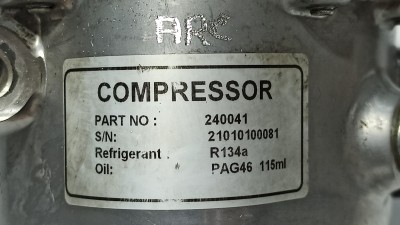 ARC
COMPRESSOR
PART NO : 240041
S/N: 21010100081
Refrigerant : R134a
Oil: PAG46 115ml